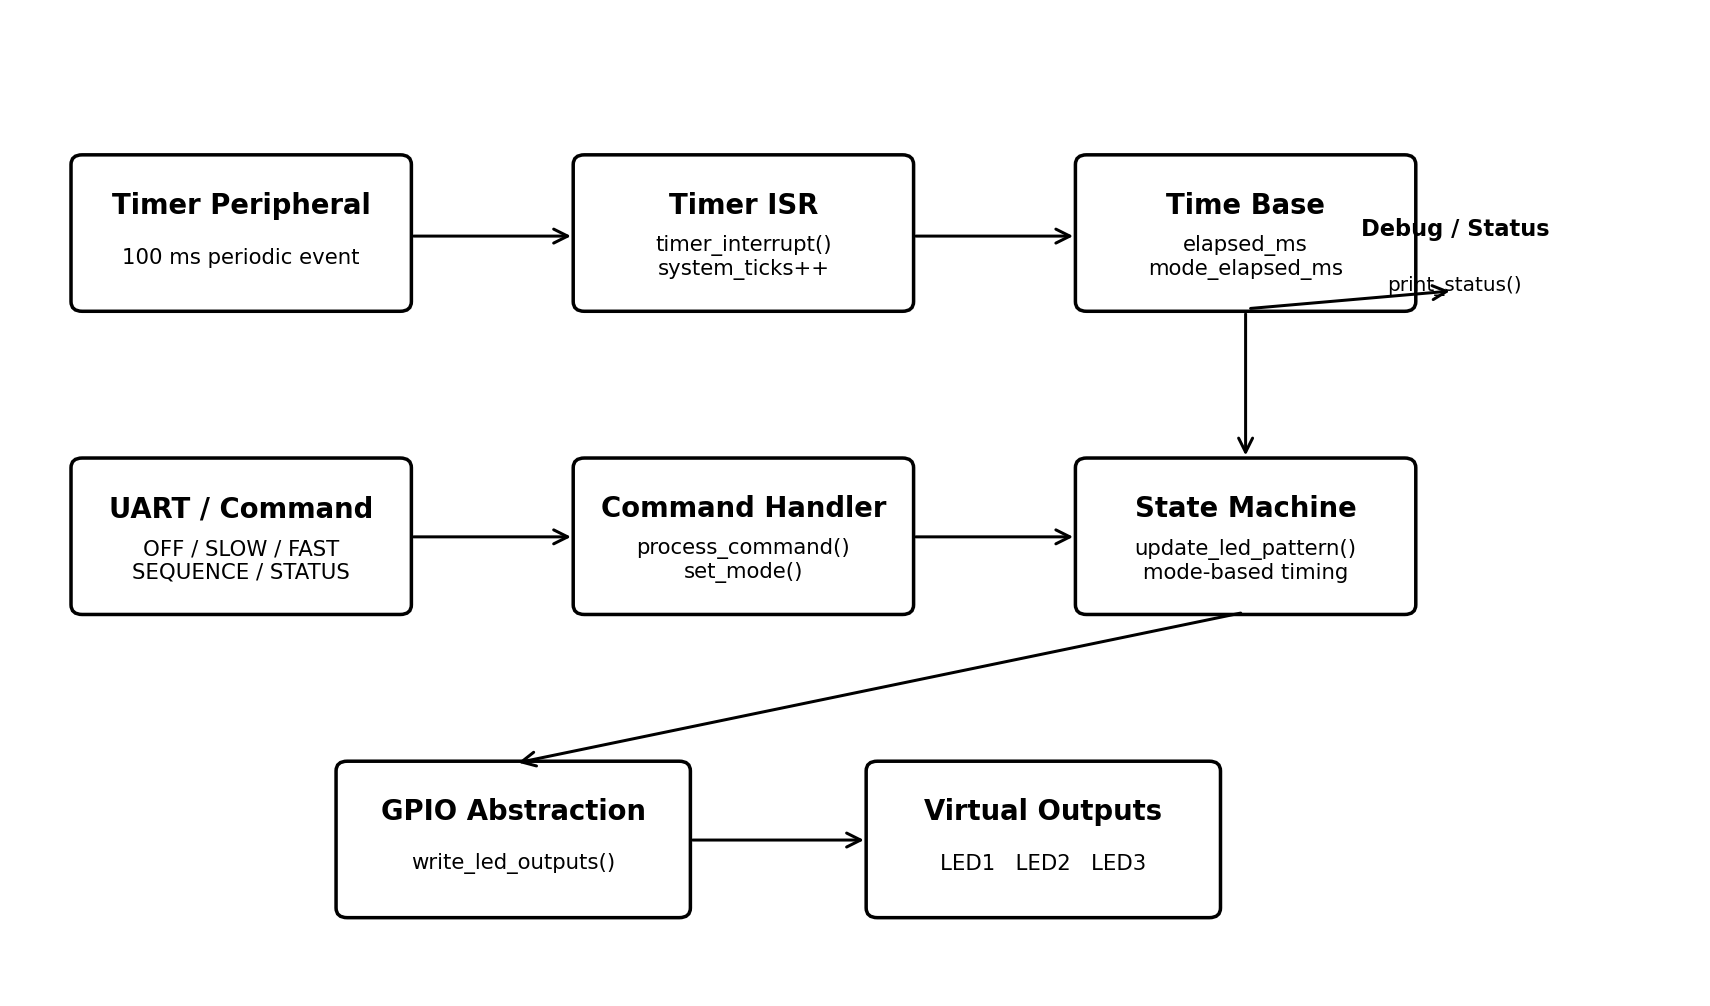 Timer Peripheral
100 ms periodic event
Timer ISR
timer_interrupt()
system_ticks++
Time Base
elapsed_ms
mode_elapsed_ms
Debug / Status
print_status()
UART / Command
OFF / SLOW / FAST
SEQUENCE / STATUS
Command Handler
process_command()
set_mode()
State Machine
update_led_pattern()
mode-based timing
GPIO Abstraction
write_led_outputs()
Virtual Outputs
LED1   LED2   LED3